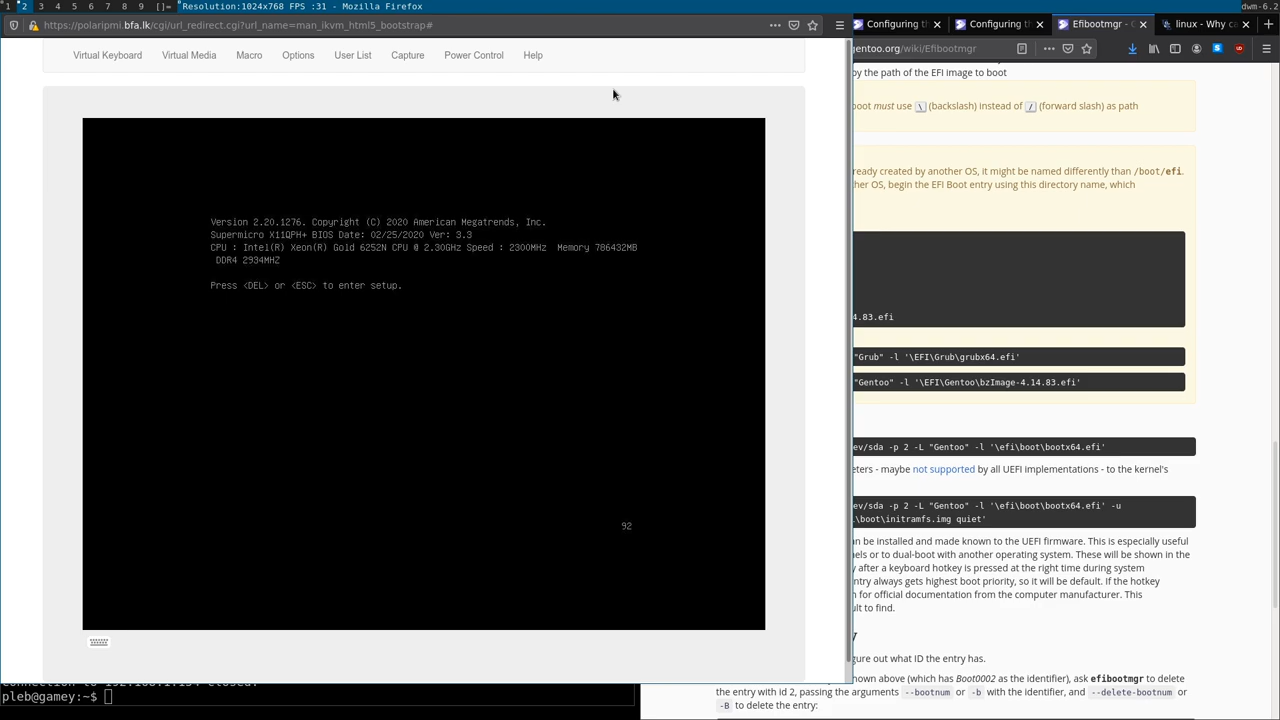 1 2 3 4 5 6 7 8 9 []= Resolution:1024x768 FPS :31 - Mozilla Firefox dwm-6.2
https://polaripmi.bfa.lk/cgi/url_redirect.cgi?url_name=man_ikvm_html5_bootstrap#
Configuring th
Configuring th
Efibootmgr -
linux - Why ca
gentoo.org/wiki/Efibootmgr
Virtual Keyboard Virtual Media Macro Options User List Capture Power Control Help
Version 2.20.1276. Copyright (C) 2020 American Megatrends, Inc.
Supermicro X11QPH+ BIOS Date: 02/25/2020 Ver: 3.3
CPU : Intel(R) Xeon(R) Gold 6252N CPU @ 2.30GHz Speed : 2300MHz Memory 786432MB
DDR4 2934MHZ
Press <DEL> or <ESC> to enter setup.
92
pleb@gamey:~$
by the path of the EFI image to boot
boot must use \ (backslash) instead of / (forward slash) as path
ready created by another OS, it might be named differently than /boot/efi.
her OS, begin the EFI Boot entry using this directory name, which
4.83.efi
"Grub" -l '\EFI\Grub\grubx64.efi'
"Gentoo" -l '\EFI\Gentoo\bzImage-4.14.83.efi'
ev/sda -p 2 -L "Gentoo" -l '\efi\boot\bootx64.efi'
eters - maybe not supported by all UEFI implementations - to the kernel's
ev/sda -p 2 -L "Gentoo" -l '\efi\boot\bootx64.efi' -u
i\boot\initramfs.img quiet'
an be installed and made known to the UEFI firmware. This is especially useful
els or to dual-boot with another operating system. These will be shown in the
y after a keyboard hotkey is pressed at the right time during system
entry always gets highest boot priority, so it will be default. If the hotkey
n for official documentation from the computer manufacturer. This
ult to find.
y
gure out what ID the entry has.
hown above (which has Boot0002 as the identifier), ask efibootmgr to delete
the entry with id 2, passing the arguments --bootnum or -b with the identifier, and --delete-bootnum or
-B to delete the entry: